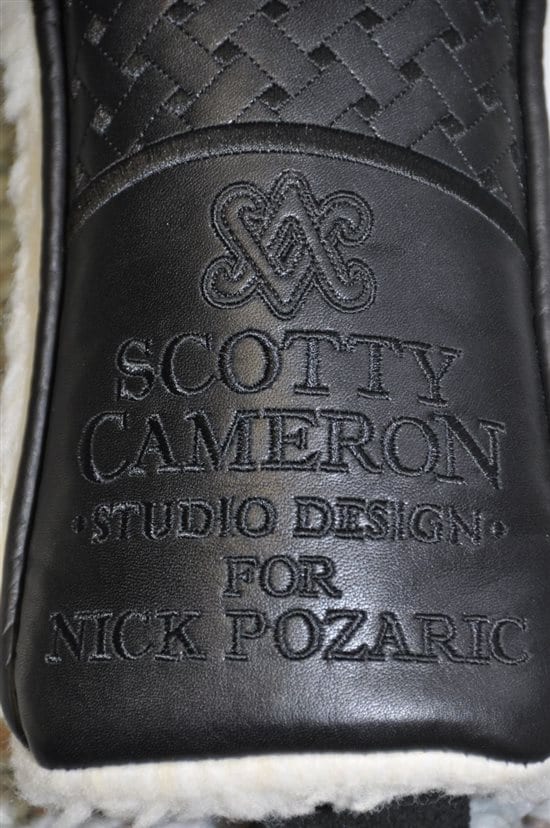 SCOTTY
CAMERON
·STUDIO DESIGN·
FOR
NICK POZARIC